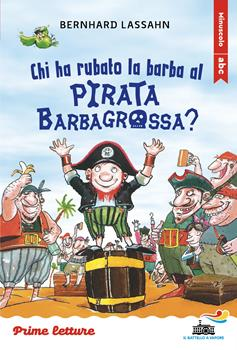 BERNHARD LASSAHN
Minuscolo
abc
Chi ha rubato la barba al
PIRATA
BARBAGROSSA?
Prime letture
IL BATTELLO A VAPORE